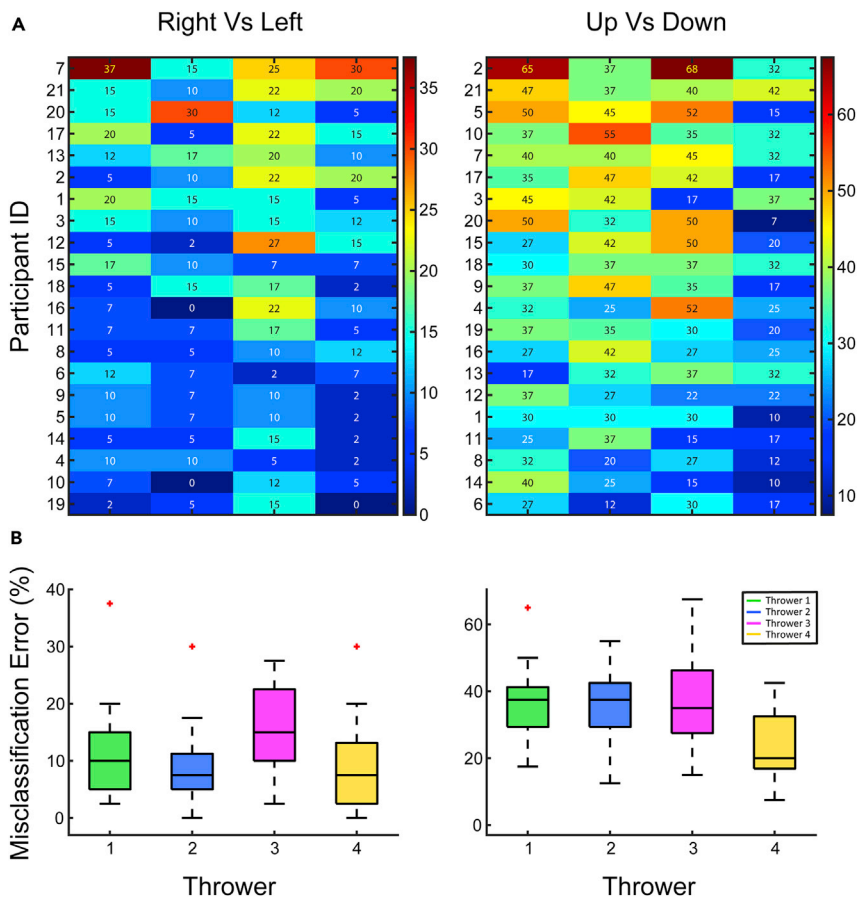 A
Right Vs Left
Up Vs Down
Participant ID
7 37 15 25 30
21 15 10 22 20
20 15 30 12 5
17 20 5 22 15
13 12 17 20 10
2 5 10 22 20
1 20 15 15 5
3 15 10 15 12
12 5 2 27 15
15 17 10 7 7
18 5 15 17 2
16 7 0 22 10
11 7 7 17 5
8 5 5 10 12
6 12 7 2 7
9 10 7 10 2
5 10 7 10 2
14 5 5 15 2
4 10 10 5 2
10 7 0 12 5
19 2 5 15 0
35
30
25
20
15
10
5
0
2 65 37 68 32
21 47 37 40 42
5 50 45 52 15
10 37 55 35 32
7 40 40 45 32
17 35 47 42 17
3 45 42 17 37
20 50 32 50 7
15 27 42 50 20
18 30 37 37 32
9 37 47 35 17
4 32 25 52 25
19 37 35 30 20
16 27 42 27 25
13 17 32 37 32
12 37 27 22 22
1 30 30 30 10
11 25 37 15 17
8 32 20 27 12
14 40 25 15 10
6 27 12 30 17
60
50
40
30
20
10
B
Misclassification Error (%)
40
30
20
10
0
1 2 3 4
Thrower
60
40
20
0
1 2 3 4
Thrower
Thrower 1
Thrower 2
Thrower 3
Thrower 4